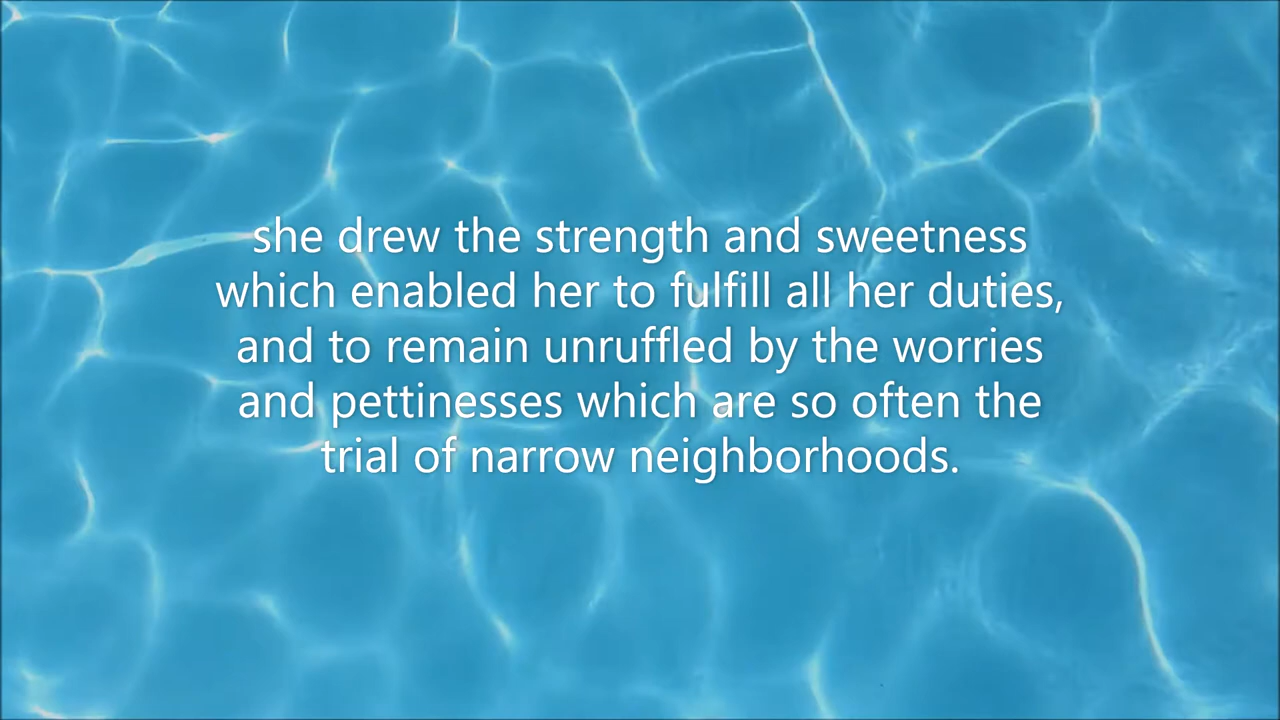 she drew the strength and sweetness
which enabled her to fulfill all her duties,
and to remain unruffled by the worries
and pettinesses which are so often the
trial of narrow neighborhoods.